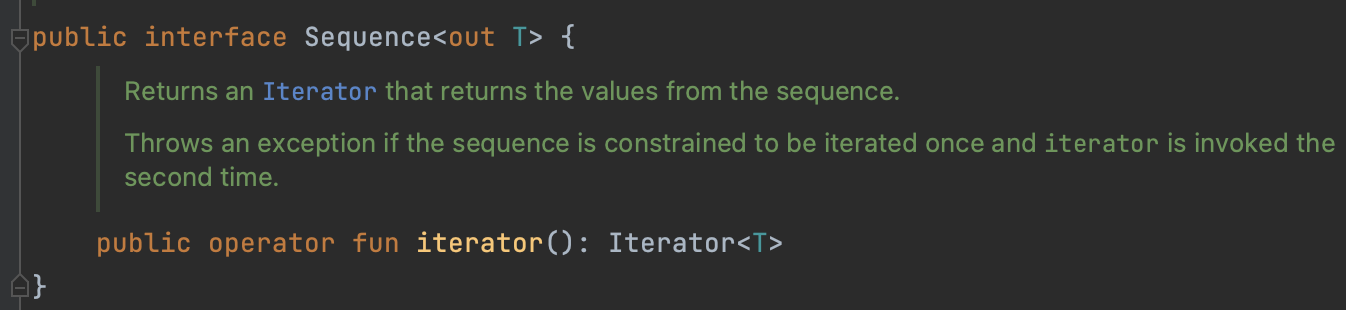 public interface Sequence<out T> {
Returns an Iterator that returns the values from the sequence.
Throws an exception if the sequence is constrained to be iterated once and iterator is invoked the
second time.
public operator fun iterator(): Iterator<T>
}